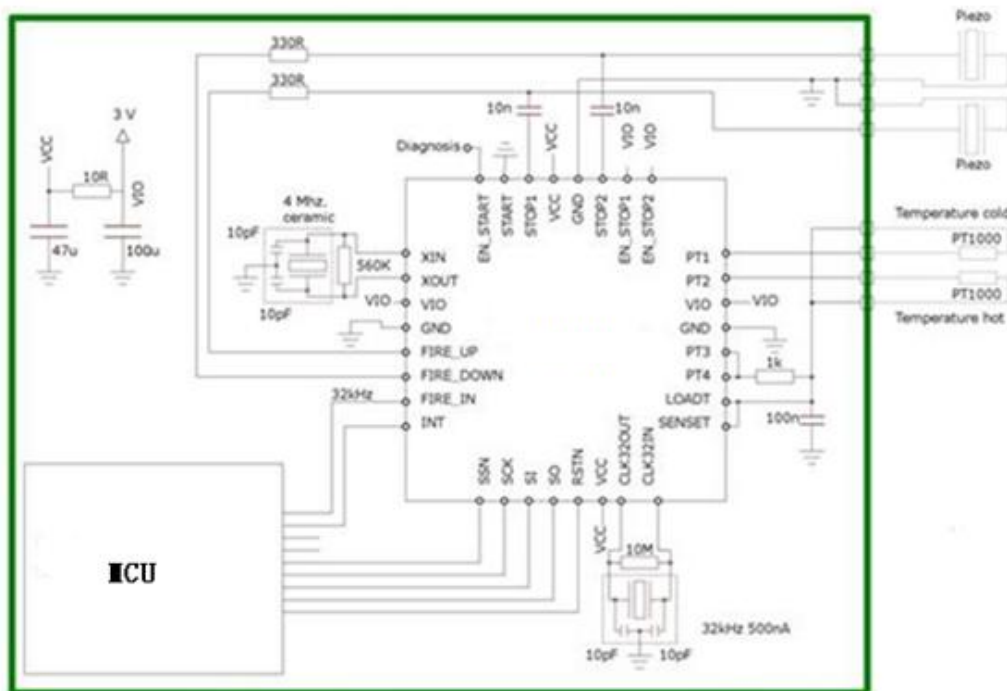 Piezo
330R
330R
10n
10n
3 V
VCC
VIO
VIO
VCC
Diagnosis
Piezo
10R
VIO
EN_START
START
STOP1
VCC
GND
STOP2
EN_STOP1
EN_STOP2
4 Mhz.
ceramic
Temperature cold
10pF
47u
100u
560K
XIN
PT1
PT1000
XOUT
PT2
10pF
VIO
VIO
VIO
VIO
PT1000
GND
GND
Temperature hot
FIRE_UP
PT3
1k
FIRE_DOWN
PT4
32kHz
FIRE_IN
LOADT
100n
INT
SENSET
SSN
SCK
SI
SO
RSTN
VCC
CLK32OUT
CLK32IN
VCC
10M
MCU
32kHz 500nA
10pF
10pF